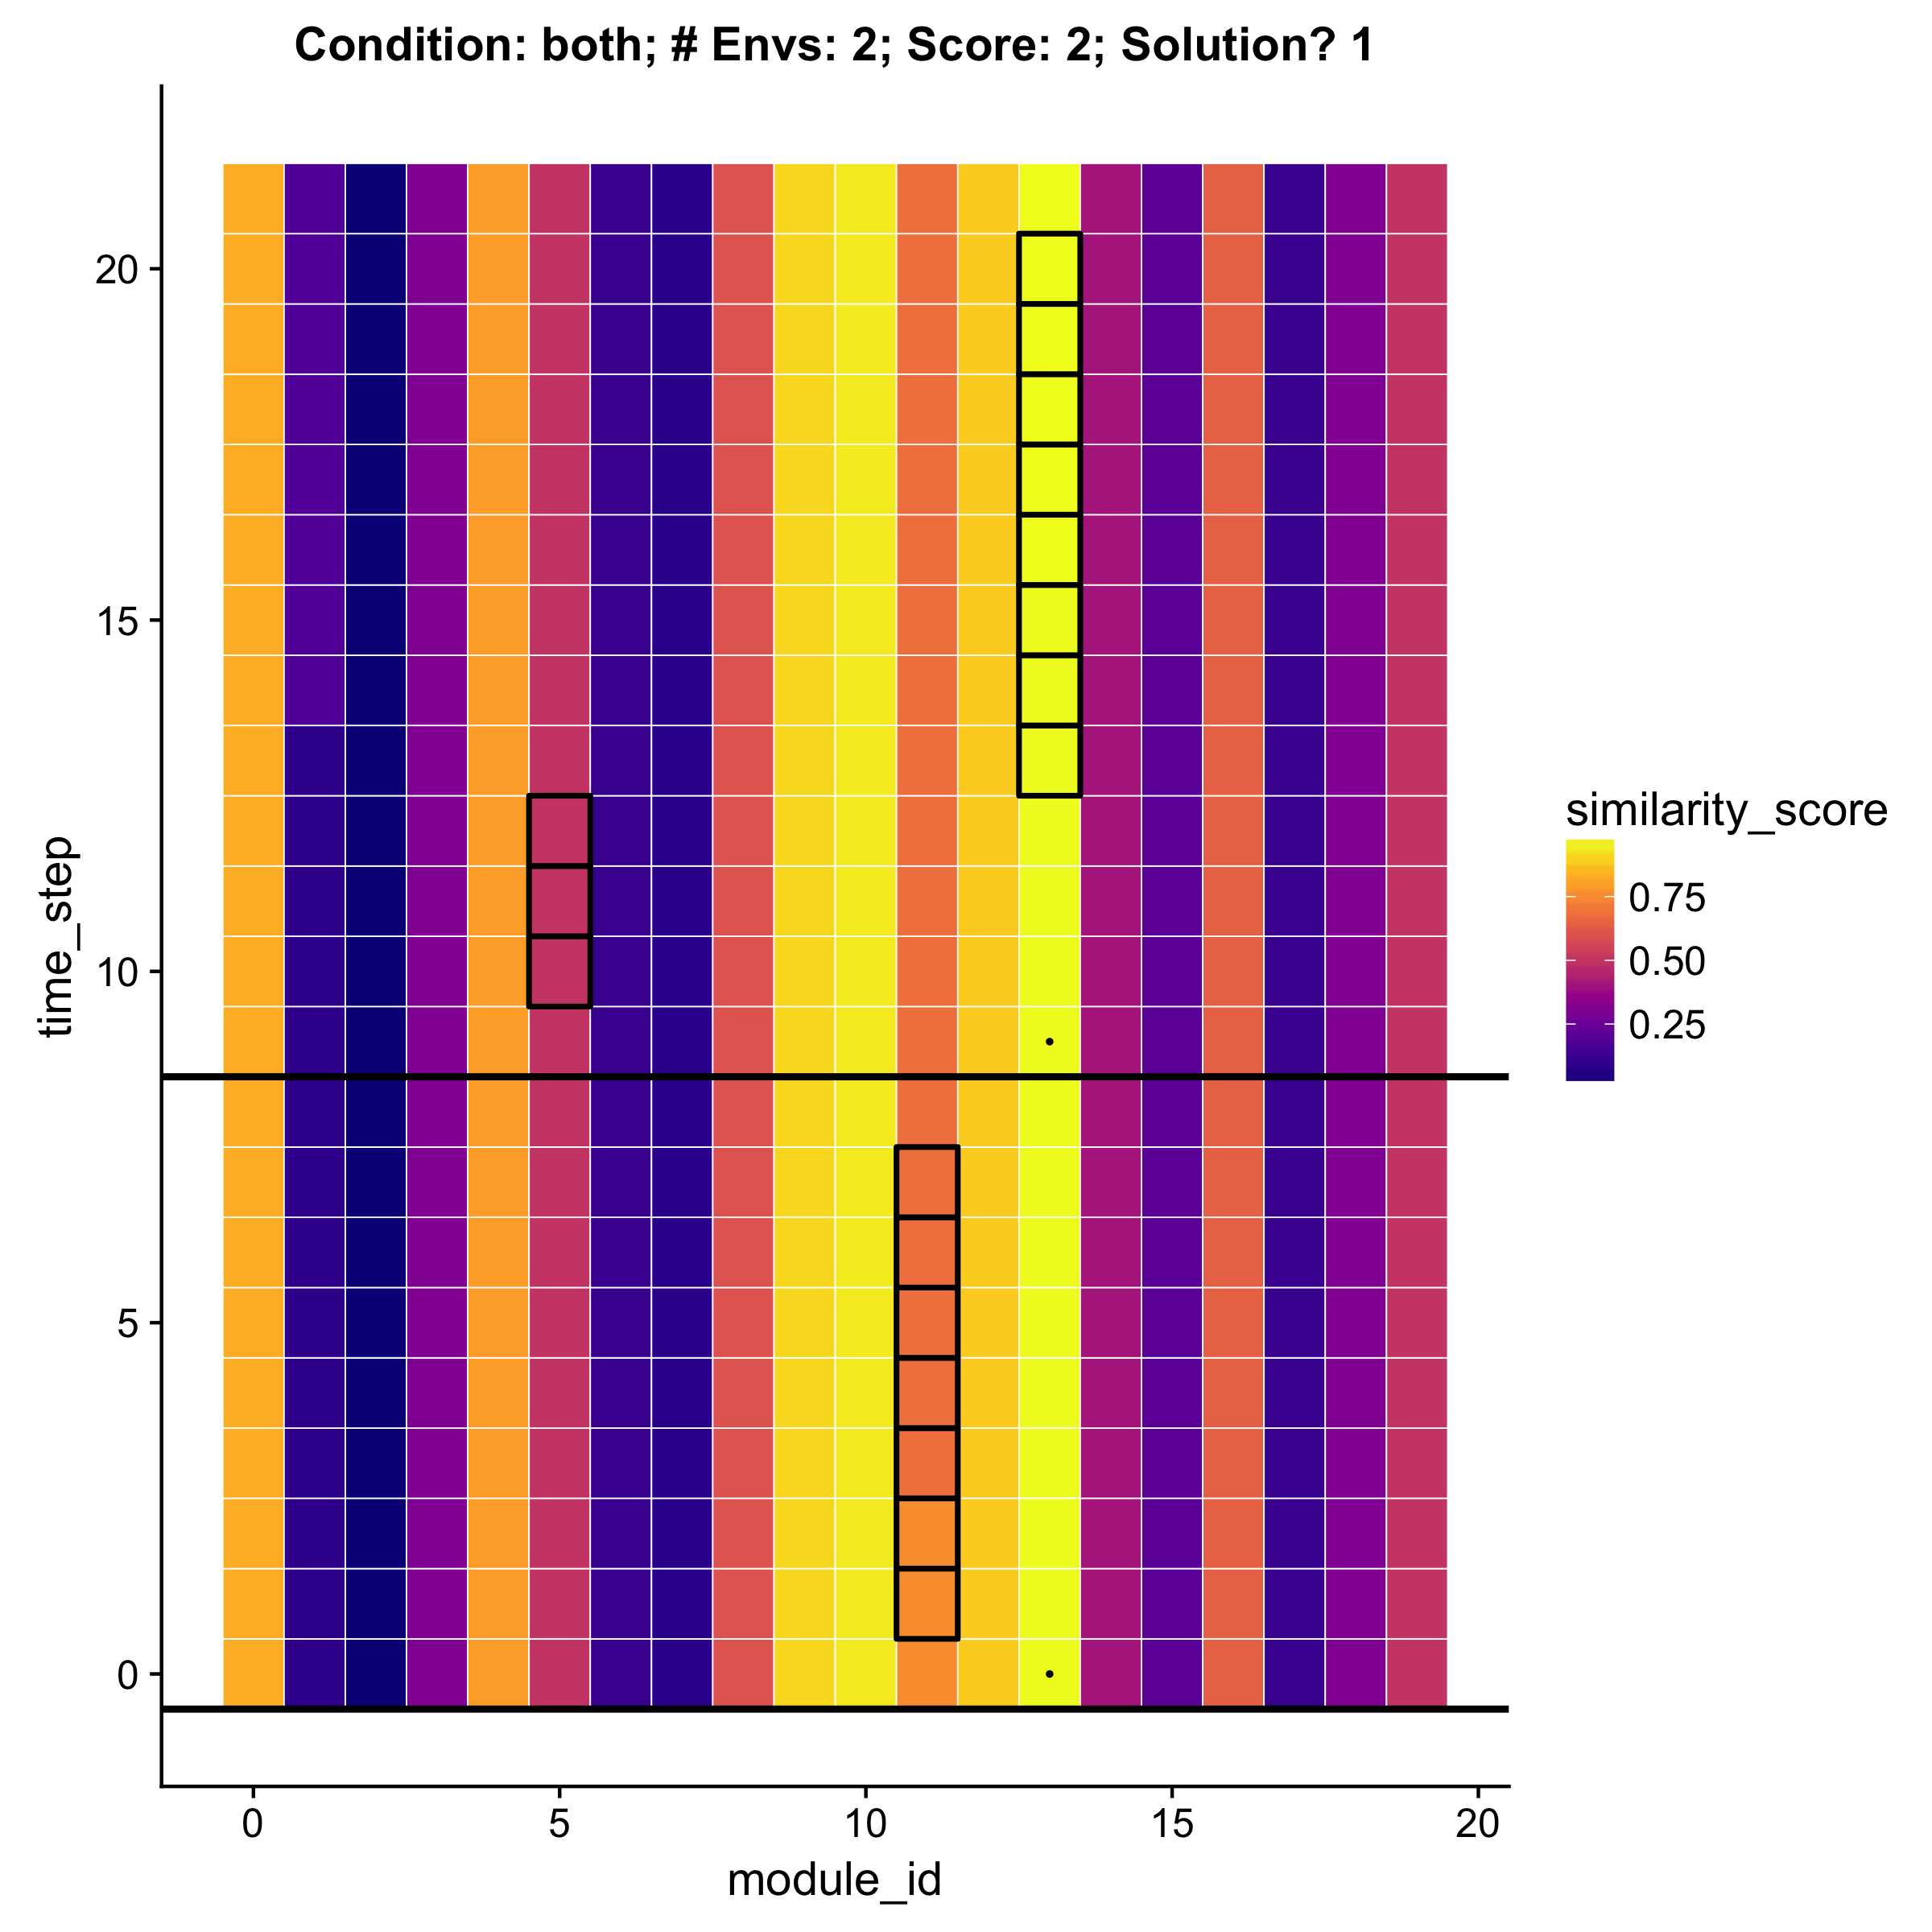 Condition: both; # Envs: 2; Score: 2; Solution? 1
20
15
10
5
0
time_step
0 5 10 15 20
module_id
similarity_score
0.75
0.50
0.25